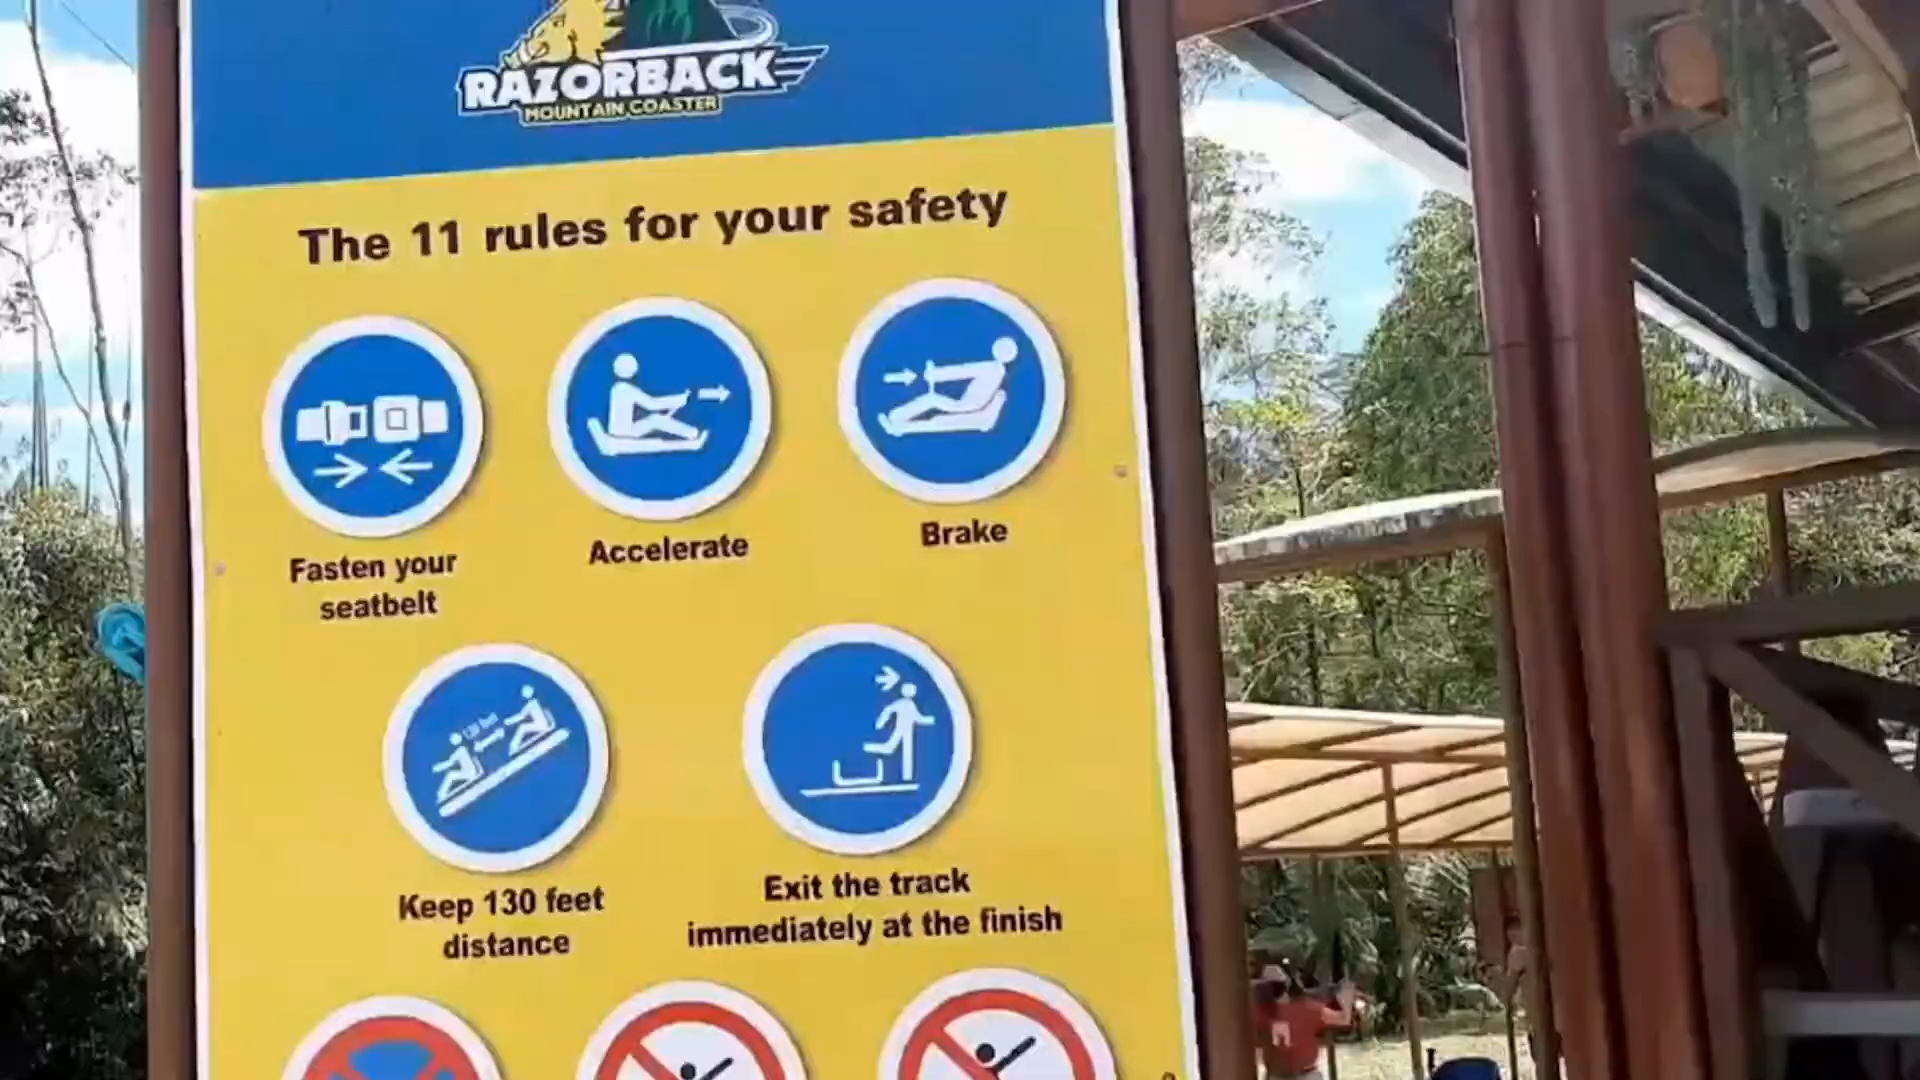 RAZORBACK
MOUNTAIN COASTER
The 11 rules for your safety
Fasten your
seatbelt
Accelerate
Brake
Keep 130 feet
distance
Exit the track
immediately at the finish